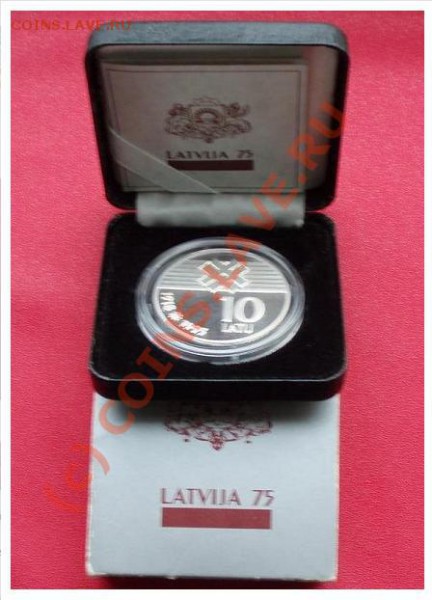 COINS.LAVE.RU
LATVIJA 75
10
LATU
1918
1993
LATVIJA 75
(c) COINS.LAVE.RU